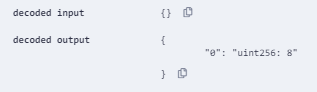 decoded input {}
decoded output {
"0": "uint256: 8"
}